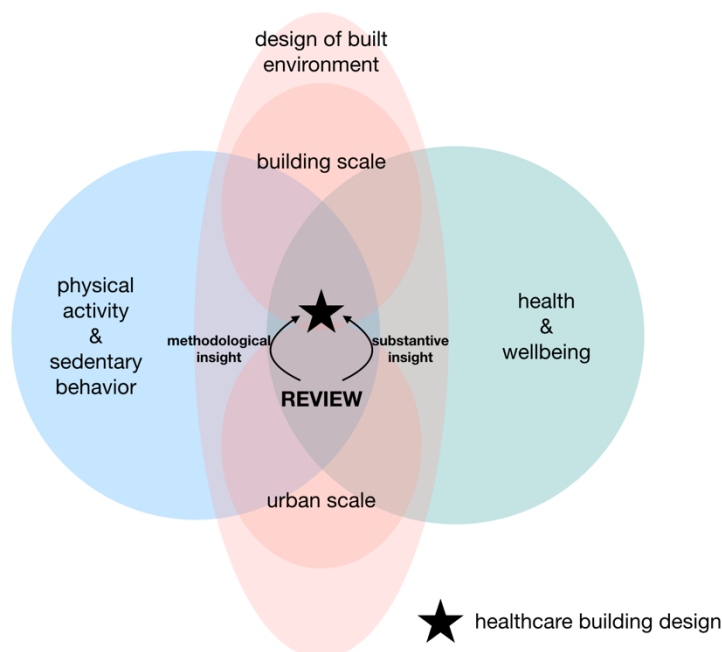 design of built
environment
building scale
physical
activity
&
sedentary
behavior
health
&
wellbeing
methodological
insight
substantive
insight
REVIEW
urban scale
healthcare building design